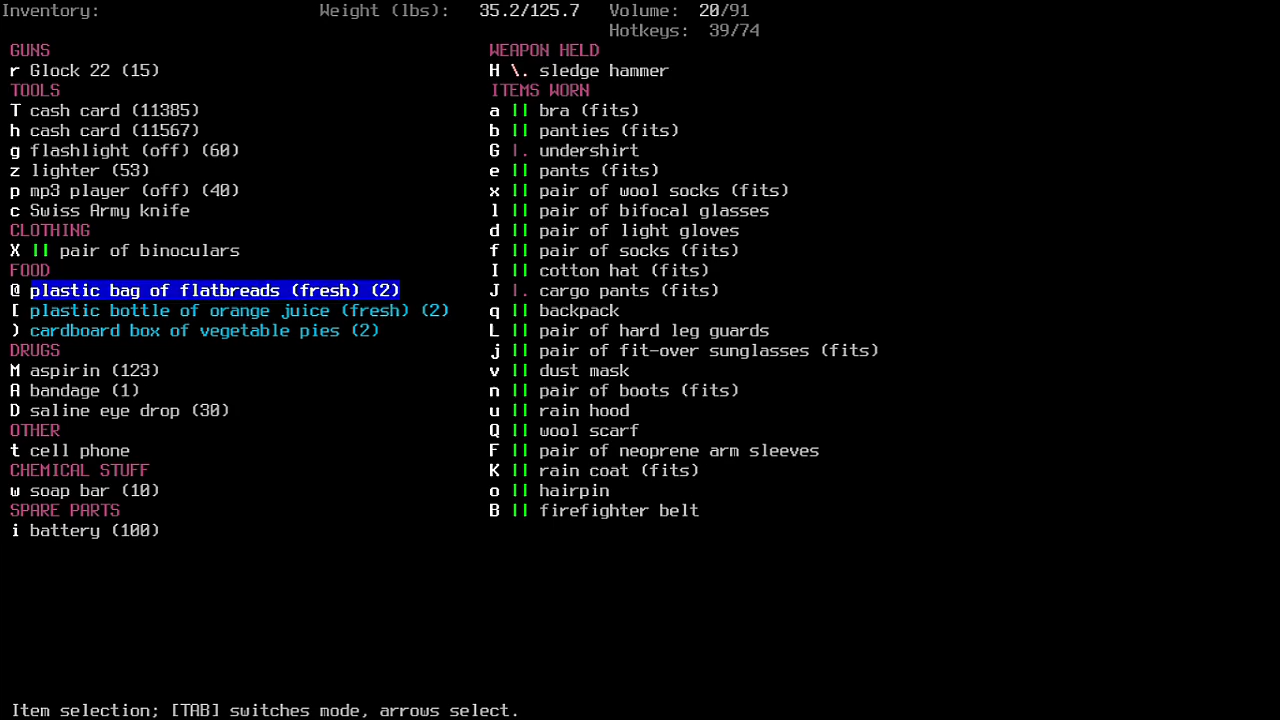 Inventory: Weight (lbs): 35.2/125.7 Volume: 20/91
Hotkeys: 39/74
GUNS
r Glock 22 (15)
TOOLS
T cash card (11385)
h cash card (11567)
g flashlight (off) (60)
z lighter (53)
p mp3 player (off) (40)
c Swiss Army knife
CLOTHING
X || pair of binoculars
FOOD
@ plastic bag of flatbreads (fresh) (2)
[ plastic bottle of orange juice (fresh) (2)
) cardboard box of vegetable pies (2)
DRUGS
M aspirin (123)
A bandage (1)
D saline eye drop (30)
OTHER
t cell phone
CHEMICAL STUFF
w soap bar (10)
SPARE PARTS
i battery (100)
WEAPON HELD
H \. sledge hammer
ITEMS WORN
a || bra (fits)
b || panties (fits)
G |. undershirt
e || pants (fits)
x || pair of wool socks (fits)
l || pair of bifocal glasses
d || pair of light gloves
f || pair of socks (fits)
I || cotton hat (fits)
J |. cargo pants (fits)
q || backpack
L || pair of hard leg guards
j || pair of fit-over sunglasses (fits)
v || dust mask
n || pair of boots (fits)
u || rain hood
Q || wool scarf
F || pair of neoprene arm sleeves
K || rain coat (fits)
o || hairpin
B || firefighter belt
Item selection; [TAB] switches mode, arrows select.